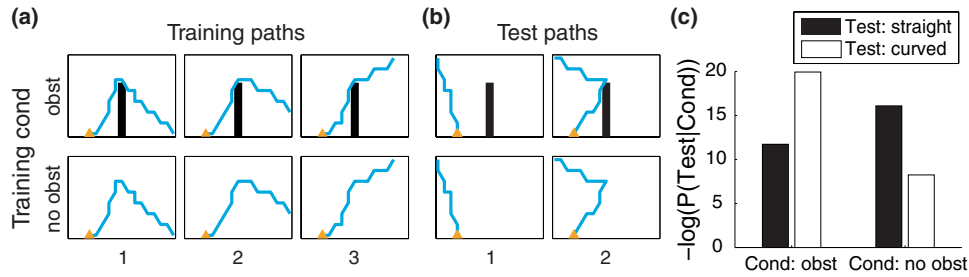 (a)
Training paths
Training cond
obst
no obst
1
2
3
(b)
Test paths
1
2
(c)
Test: straight
Test: curved
−log(P(Test|Cond))
20
15
10
5
0
Cond: obst
Cond: no obst